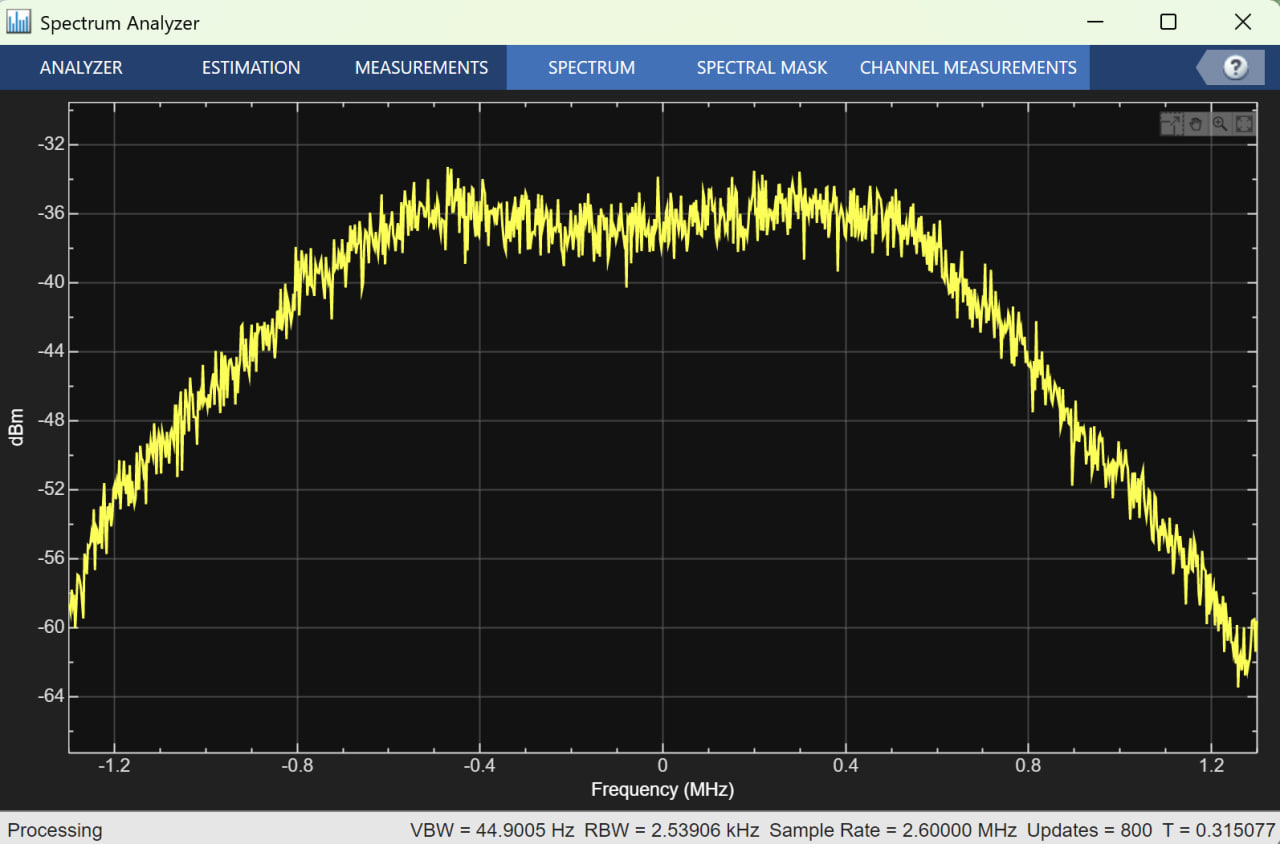 Spectrum Analyzer
ANALYZER ESTIMATION MEASUREMENTS SPECTRUM SPECTRAL MASK CHANNEL MEASUREMENTS ?
-32
-36
-40
-44
-48
-52
-56
-60
-64
dBm
-1.2 -0.8 -0.4 0 0.4 0.8 1.2
Frequency (MHz)
Processing VBW = 44.9005 Hz RBW = 2.53906 kHz Sample Rate = 2.60000 MHz Updates = 800 T = 0.315077